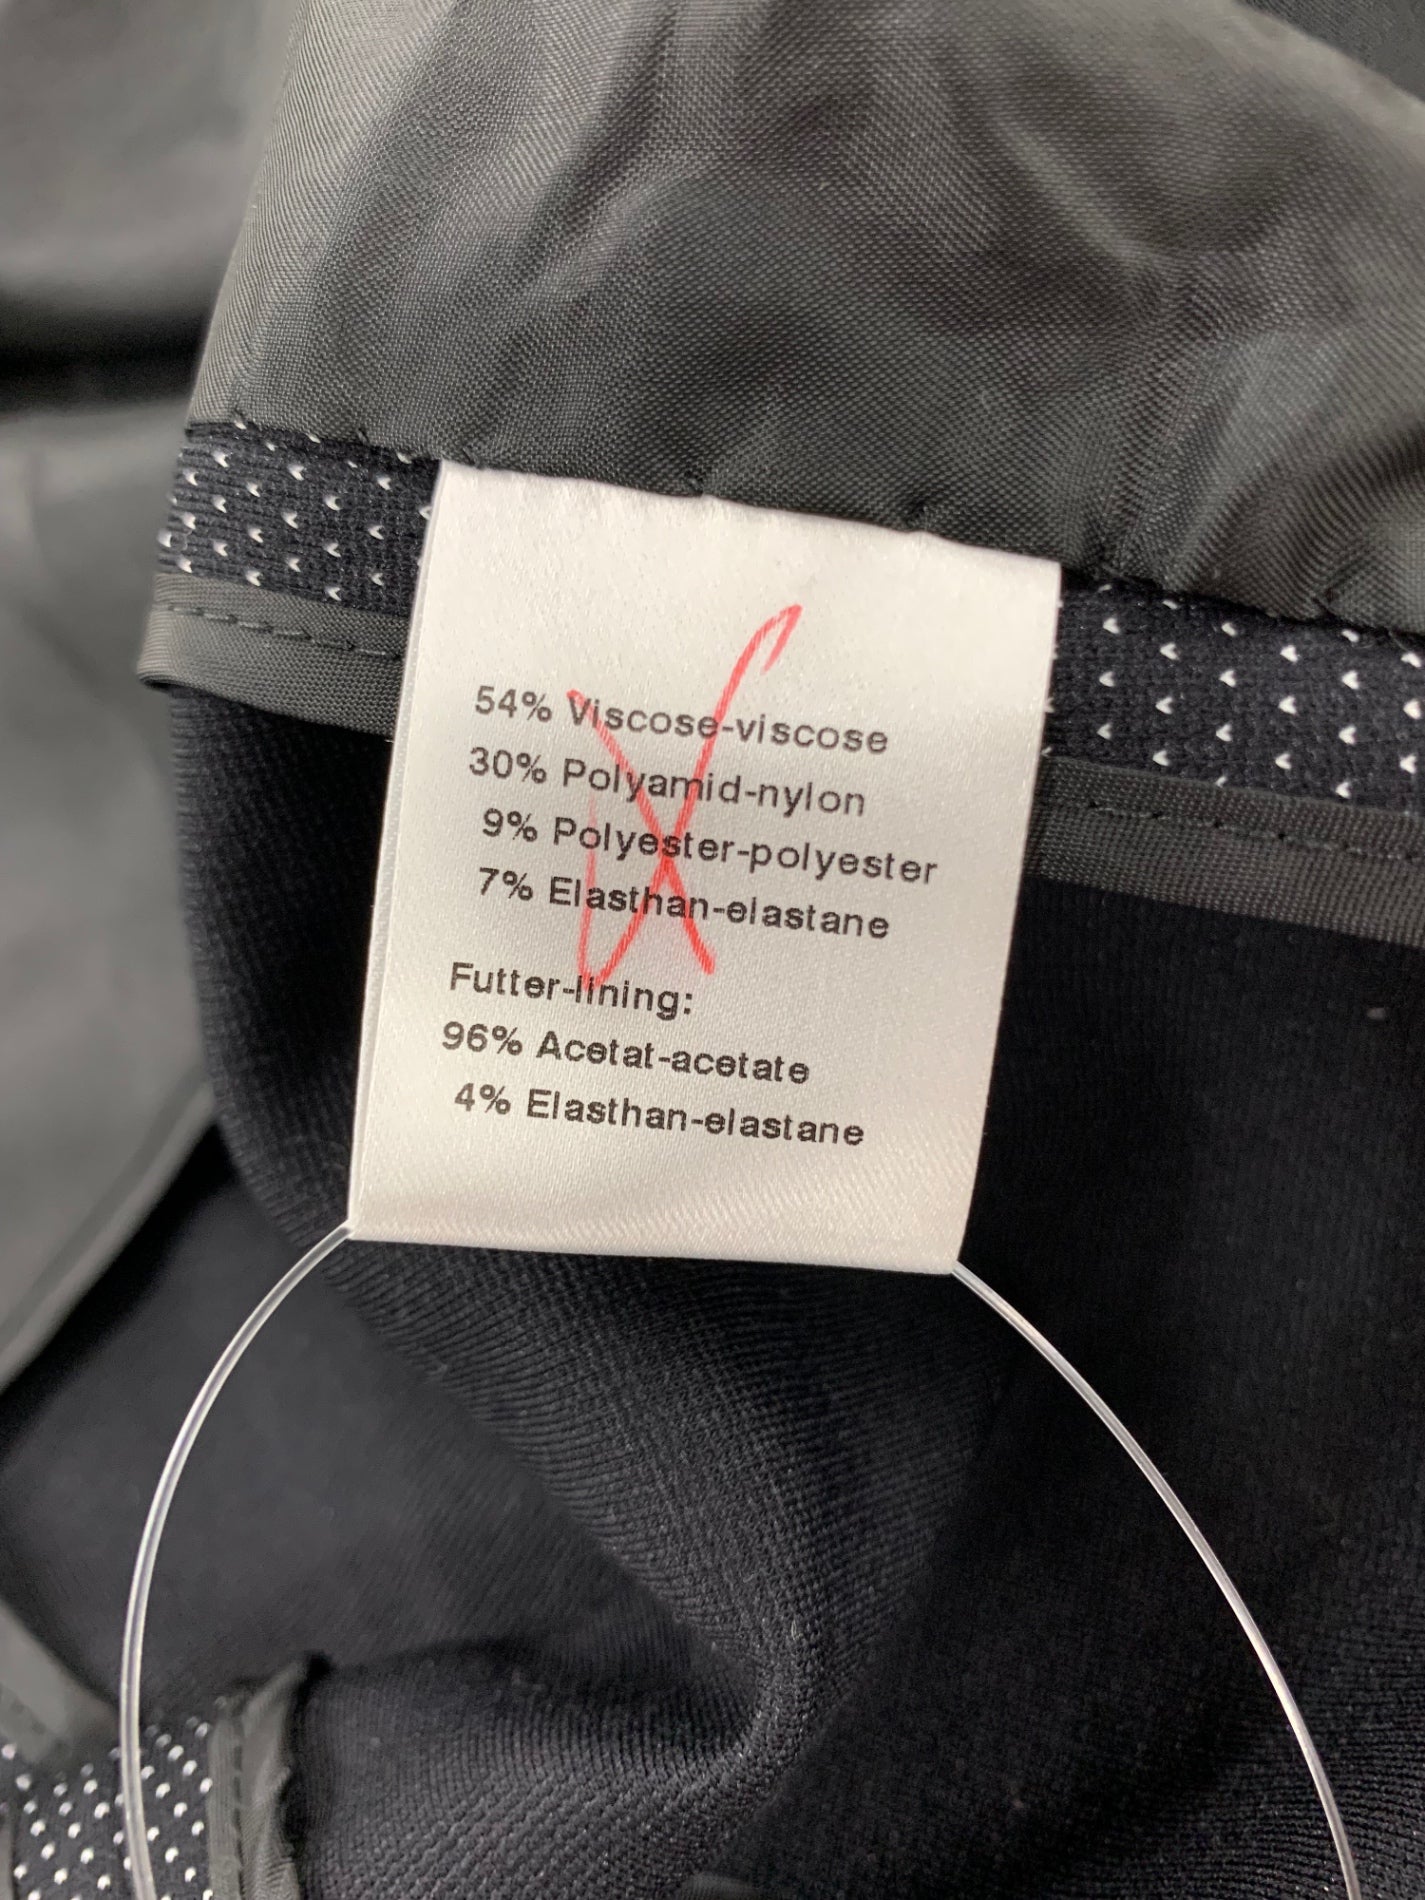 54% Viscose-viscose
30% Polyamid-nylon
9% Polyester-polyester
7% Elasthan-elastane
Futter-lining:
96% Acetat-acetate
4% Elasthan-elastane